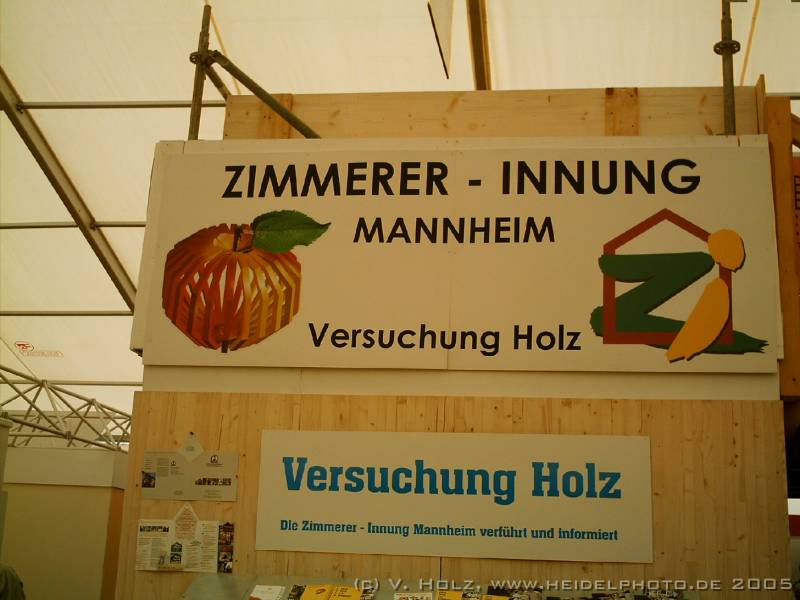 ZIMMERER - INNUNG
MANNHEIM
Versuchung Holz
Versuchung Holz
Die Zimmerer - Innung Mannheim verführt und informiert
(c) V. Holz, www.heidelphoto.de 2005